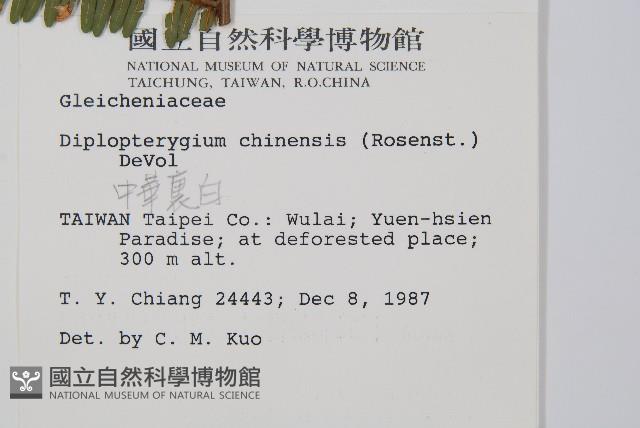 國立自然科學博物館
NATIONAL MUSEUM OF NATURAL SCIENCE
TAICHUNG, TAIWAN, R.O.CHINA
Gleicheniaceae
Diplopterygium chinensis (Rosenst.)
DeVol
中華裏白
TAIWAN Taipei Co.: Wulai; Yuen-hsien
Paradise; at deforested place;
300 m alt.
T. Y. Chiang 24443; Dec 8, 1987
Det. by C. M. Kuo
國立自然科學博物館
NATIONAL MUSEUM OF NATURAL SCIENCE